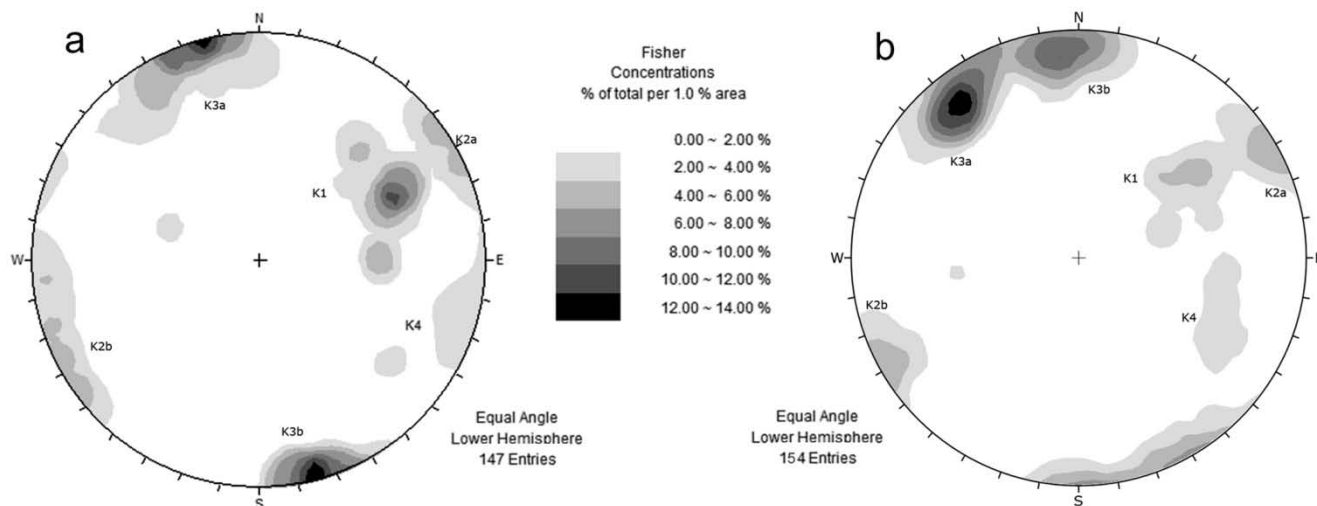 a
N
K3a
K2a
K1
W
E
K4
K2b
K3b
S
Equal Angle
Lower Hemisphere
147 Entries
Fisher
Concentrations
% of total per 1.0 % area
0.00 ~ 2.00 %
2.00 ~ 4.00 %
4.00 ~ 6.00 %
6.00 ~ 8.00 %
8.00 ~ 10.00 %
10.00 ~ 12.00 %
12.00 ~ 14.00 %
b
N
K3b
K3a
K1
K2a
W
K2b
K4
S
Equal Angle
Lower Hemisphere
154 Entries